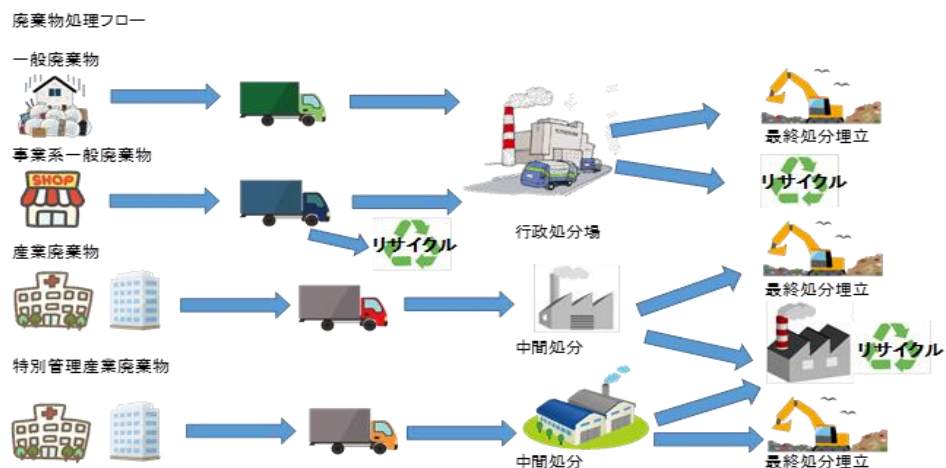 廃棄物処理フロー
一般廃棄物
最終処分埋立
事業系一般廃棄物
SHOP
リサイクル
リサイクル
行政処分場
産業廃棄物
最終処分埋立
中間処分
リサイクル
特別管理産業廃棄物
中間処分
最終処分埋立